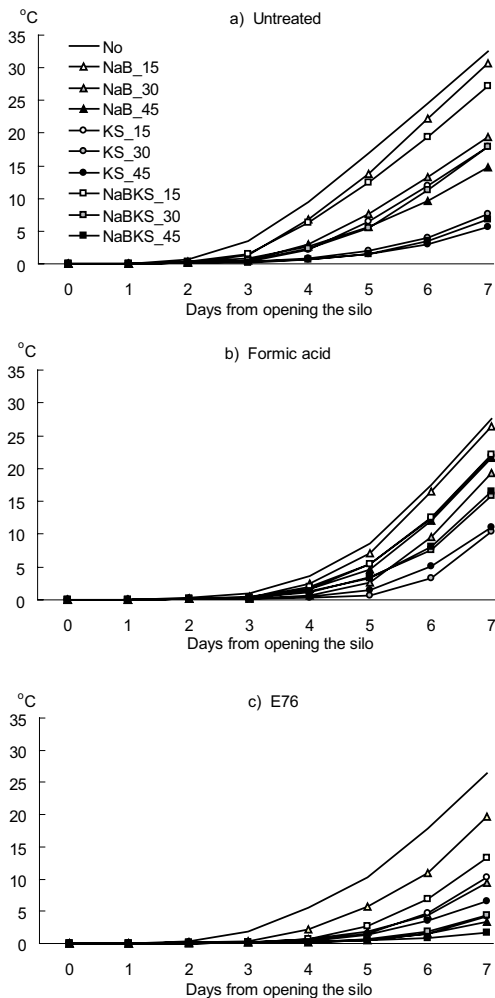 °C
a) Untreated
35
30
25
20
15
10
5
0
No
NaB_15
NaB_30
NaB_45
KS_15
KS_30
KS_45
NaBKS_15
NaBKS_30
NaBKS_45
0 1 2 3 4 5 6 7
Days from opening the silo
°C
b) Formic acid
35
30
25
20
15
10
5
0
0 1 2 3 4 5 6 7
Days from opening the silo
°C
c) E76
35
30
25
20
15
10
5
0
0 1 2 3 4 5 6 7
Days from opening the silo